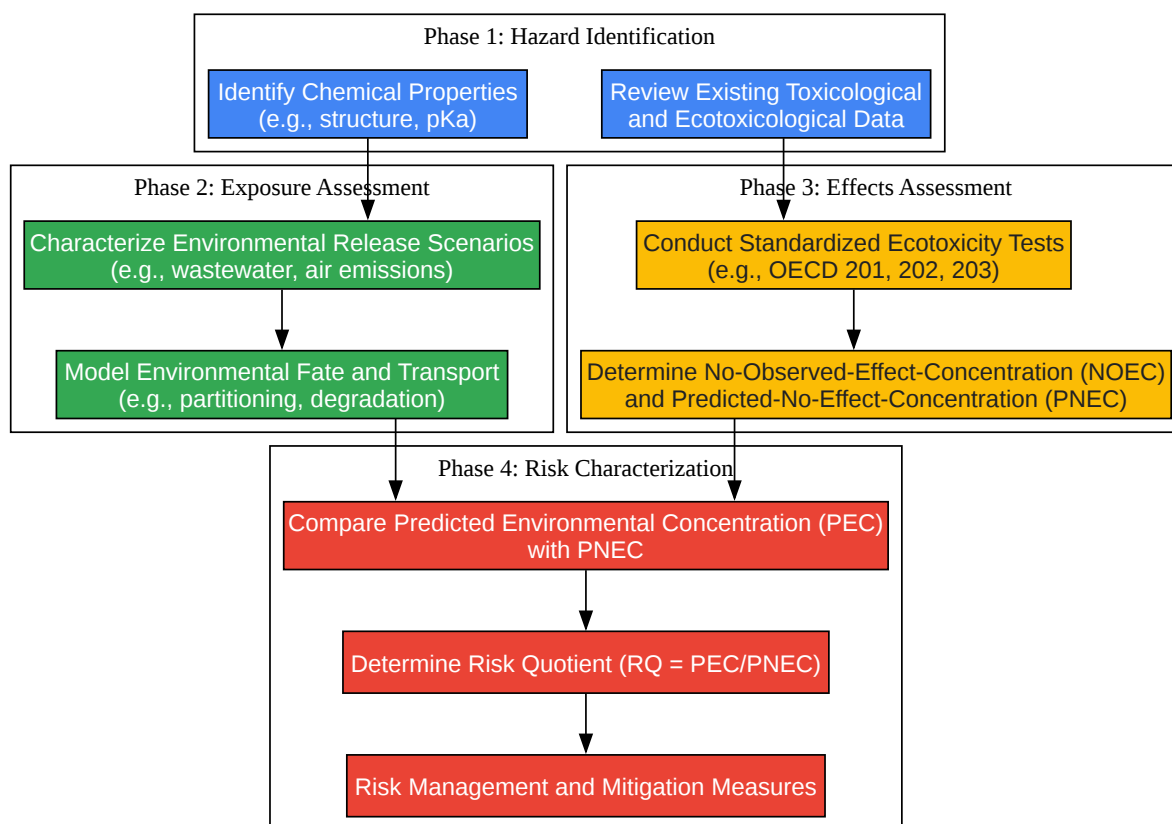 Phase 1: Hazard Identification
Identify Chemical Properties
(e.g., structure, pKa)
Review Existing Toxicological
and Ecotoxicological Data
Phase 2: Exposure Assessment
Characterize Environmental Release Scenarios
(e.g., wastewater, air emissions)
Model Environmental Fate and Transport
(e.g., partitioning, degradation)
Phase 3: Effects Assessment
Conduct Standardized Ecotoxicity Tests
(e.g., OECD 201, 202, 203)
Determine No-Observed-Effect-Concentration (NOEC)
and Predicted-No-Effect-Concentration (PNEC)
Phase 4: Risk Characterization
Compare Predicted Environmental Concentration (PEC)
with PNEC
Determine Risk Quotient (RQ = PEC/PNEC)
Risk Management and Mitigation Measures